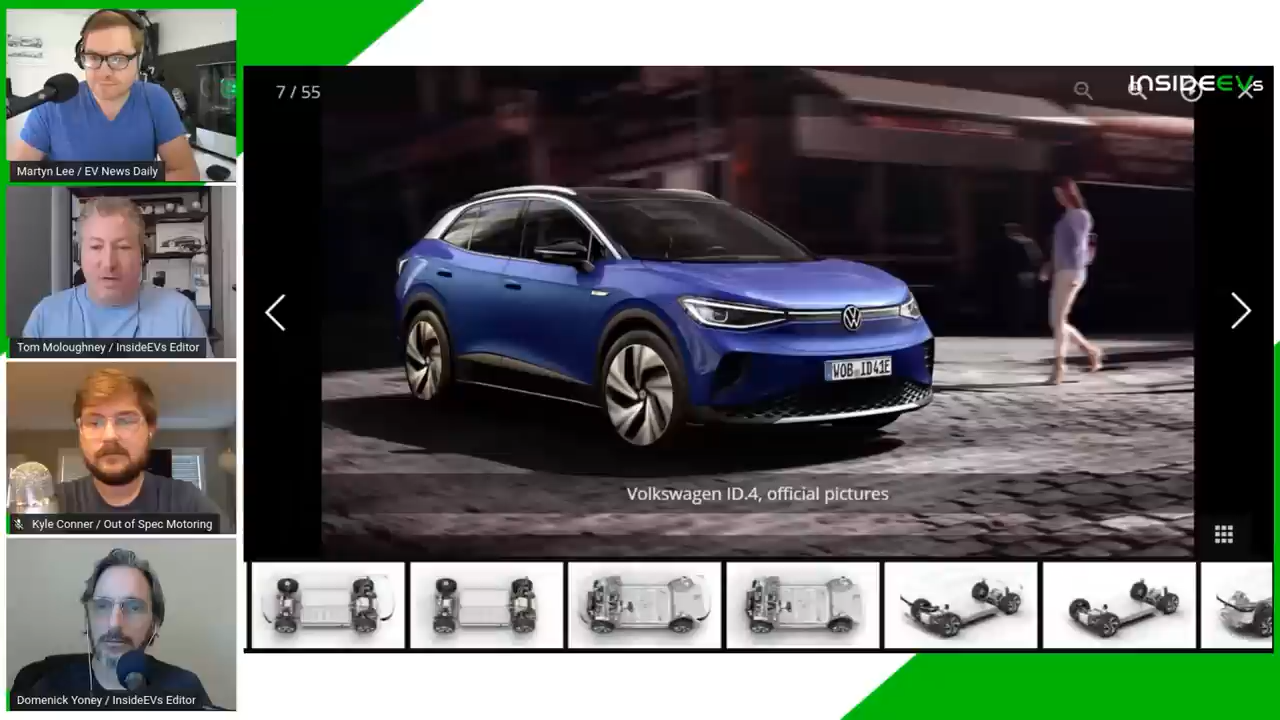 Martyn Lee / EV News Daily
Tom Moloughney / InsideEVs Editor
Kyle Conner / Out of Spec Motoring
Domenick Yoney / InsideEVs Editor
7 / 55
INSIDEEVs
WOB ID41E
Volkswagen ID.4, official pictures